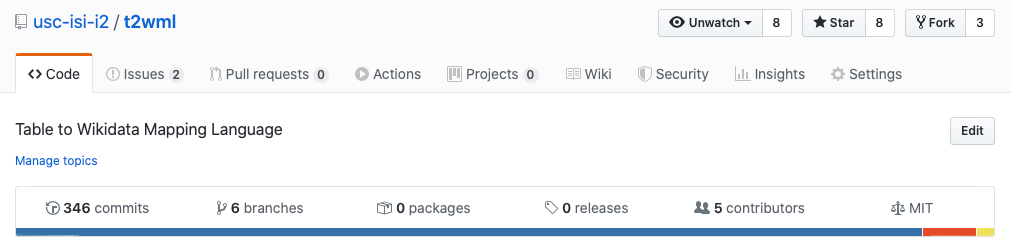 usc-isi-i2 / t2wml Unwatch 8 Star 8 Fork 3
Code Issues 2 Pull requests 0 Actions Projects 0 Wiki Security Insights Settings
Table to Wikidata Mapping Language Edit
Manage topics
346 commits 6 branches 0 packages 0 releases 5 contributors MIT